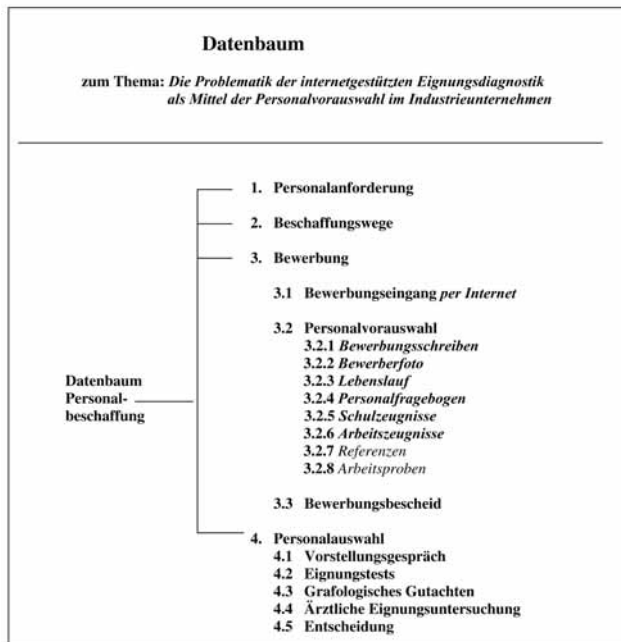 Datenbaum
zum Thema: Die Problematik der internetgestützten Eignungsdiagnostik
als Mittel der Personalvorauswahl im Industrieunternehmen
1. Personalanforderung
2. Beschaffungswege
3. Bewerbung
3.1 Bewerbungseingang per Internet
3.2 Personalvorauswahl
3.2.1 Bewerbungsschreiben
3.2.2 Bewerberfoto
3.2.3 Lebenslauf
3.2.4 Personalfragebogen
3.2.5 Schulzeugnisse
3.2.6 Arbeitszeugnisse
3.2.7 Referenzen
3.2.8 Arbeitsproben
Datenbaum
Personal-
beschaffung
3.3 Bewerbungsbescheid
4. Personalauswahl
4.1 Vorstellungsgespräch
4.2 Eignungstests
4.3 Grafologisches Gutachten
4.4 Ärztliche Eignungsuntersuchung
4.5 Entscheidung